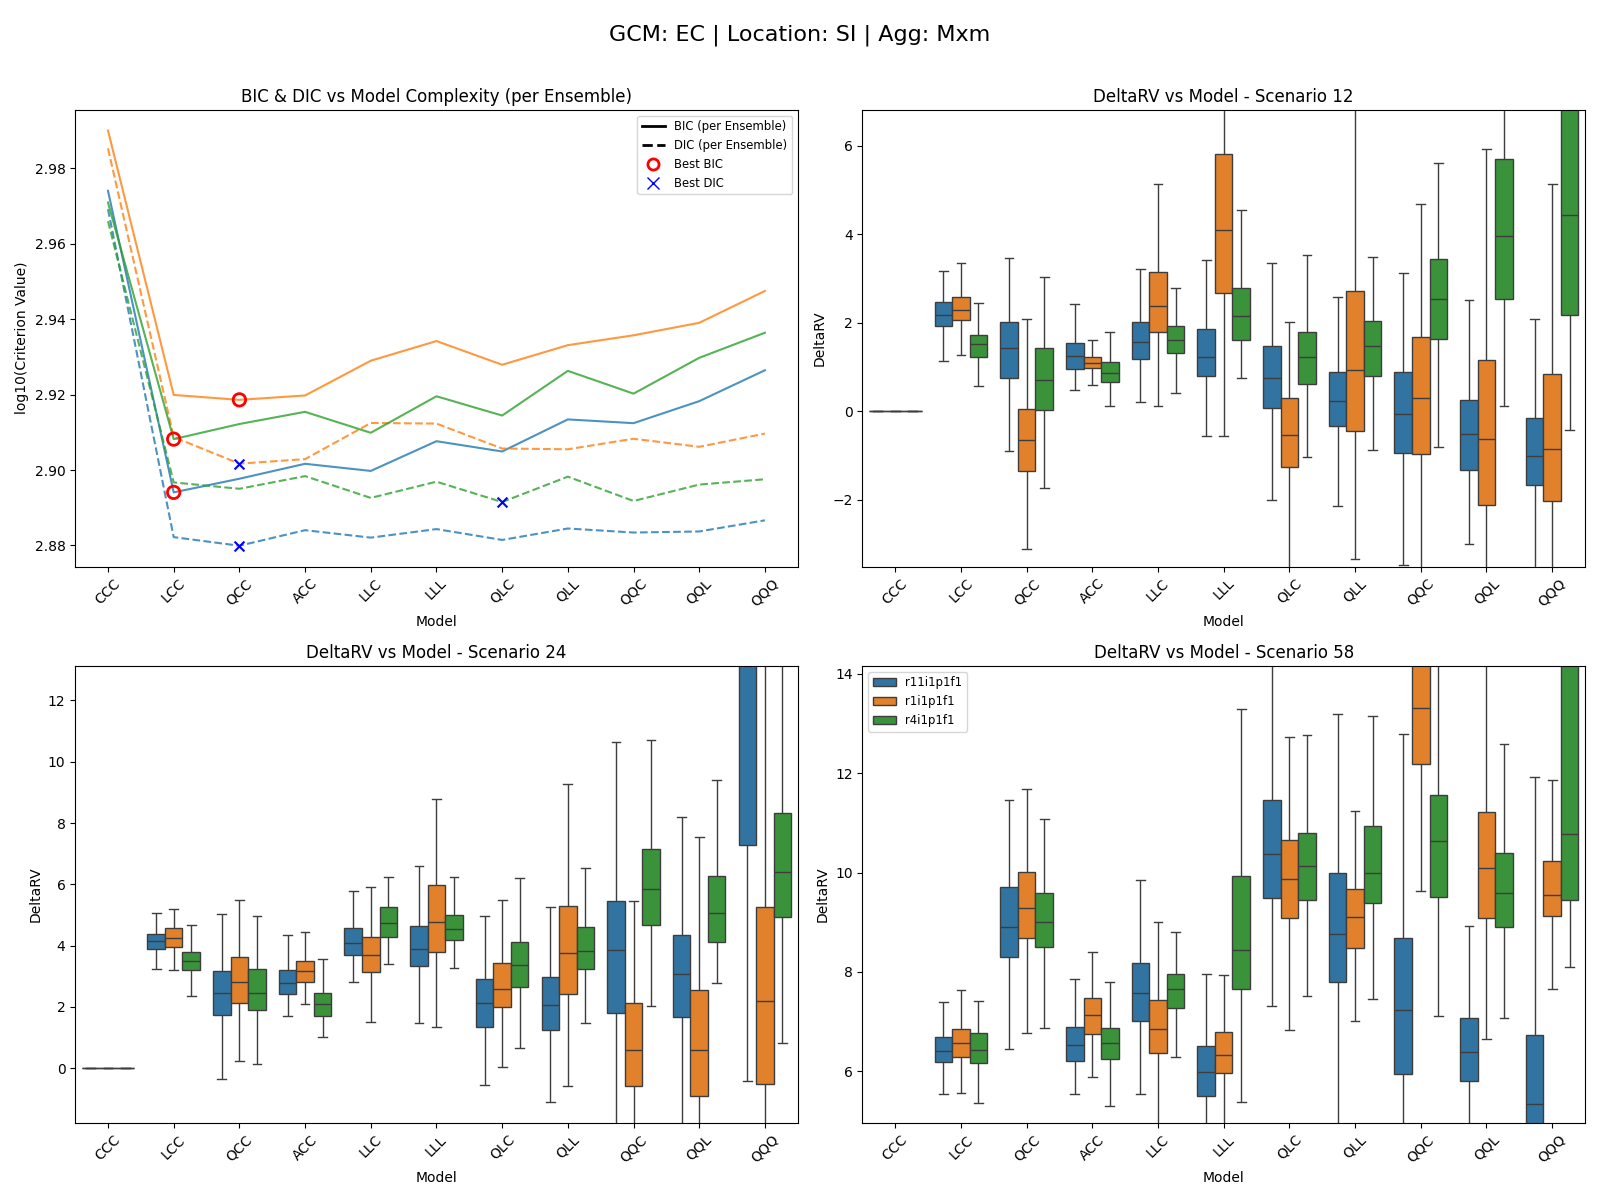 GCM: EC | Location: SI | Agg: Mxm
BIC & DIC vs Model Complexity (per Ensemble)
log10(Criterion Value)
2.98
2.96
2.94
2.92
2.90
2.88
BIC (per Ensemble)
DIC (per Ensemble)
Best BIC
Best DIC
CCC LCC QCC ACC LLC LLL QLC QLL QQC QQL QQQ
Model
DeltaRV vs Model - Scenario 12
DeltaRV
6
4
2
0
−2
CCC LCC QCC ACC LLC LLL QLC QLL QQC QQL QQQ
Model
DeltaRV vs Model - Scenario 24
DeltaRV
12
10
8
6
4
2
0
CCC LCC QCC ACC LLC LLL QLC QLL QQC QQL QQQ
Model
DeltaRV vs Model - Scenario 58
DeltaRV
14
12
10
8
6
r11i1p1f1
r1i1p1f1
r4i1p1f1
CCC LCC QCC ACC LLC LLL QLC QLL QQC QQL QQQ
Model